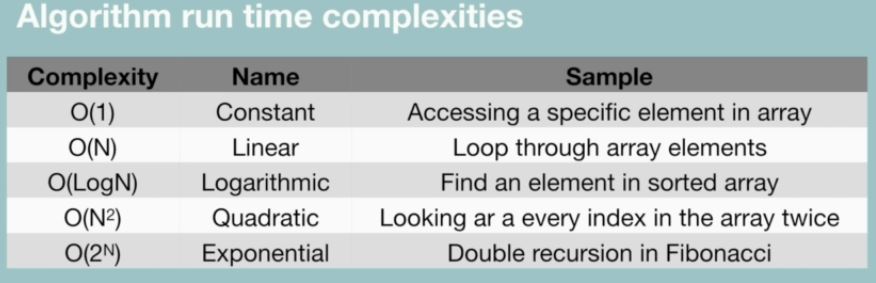 Algorithm run time complexities
Complexity Name Sample
O(1) Constant Accessing a specific element in array
O(N) Linear Loop through array elements
O(LogN) Logarithmic Find an element in sorted array
O(N²) Quadratic Looking ar a every index in the array twice
O(2ᴺ) Exponential Double recursion in Fibonacci